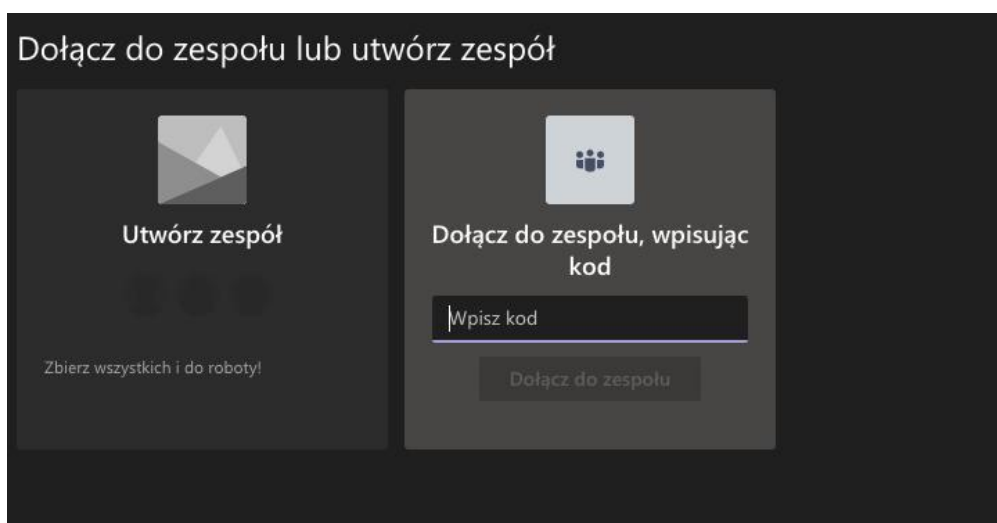 Dołącz do zespołu lub utwórz zespół
Utwórz zespół
Zbierz wszystkich i do roboty!
Dołącz do zespołu, wpisując
kod
Wpisz kod
Dołącz do zespołu